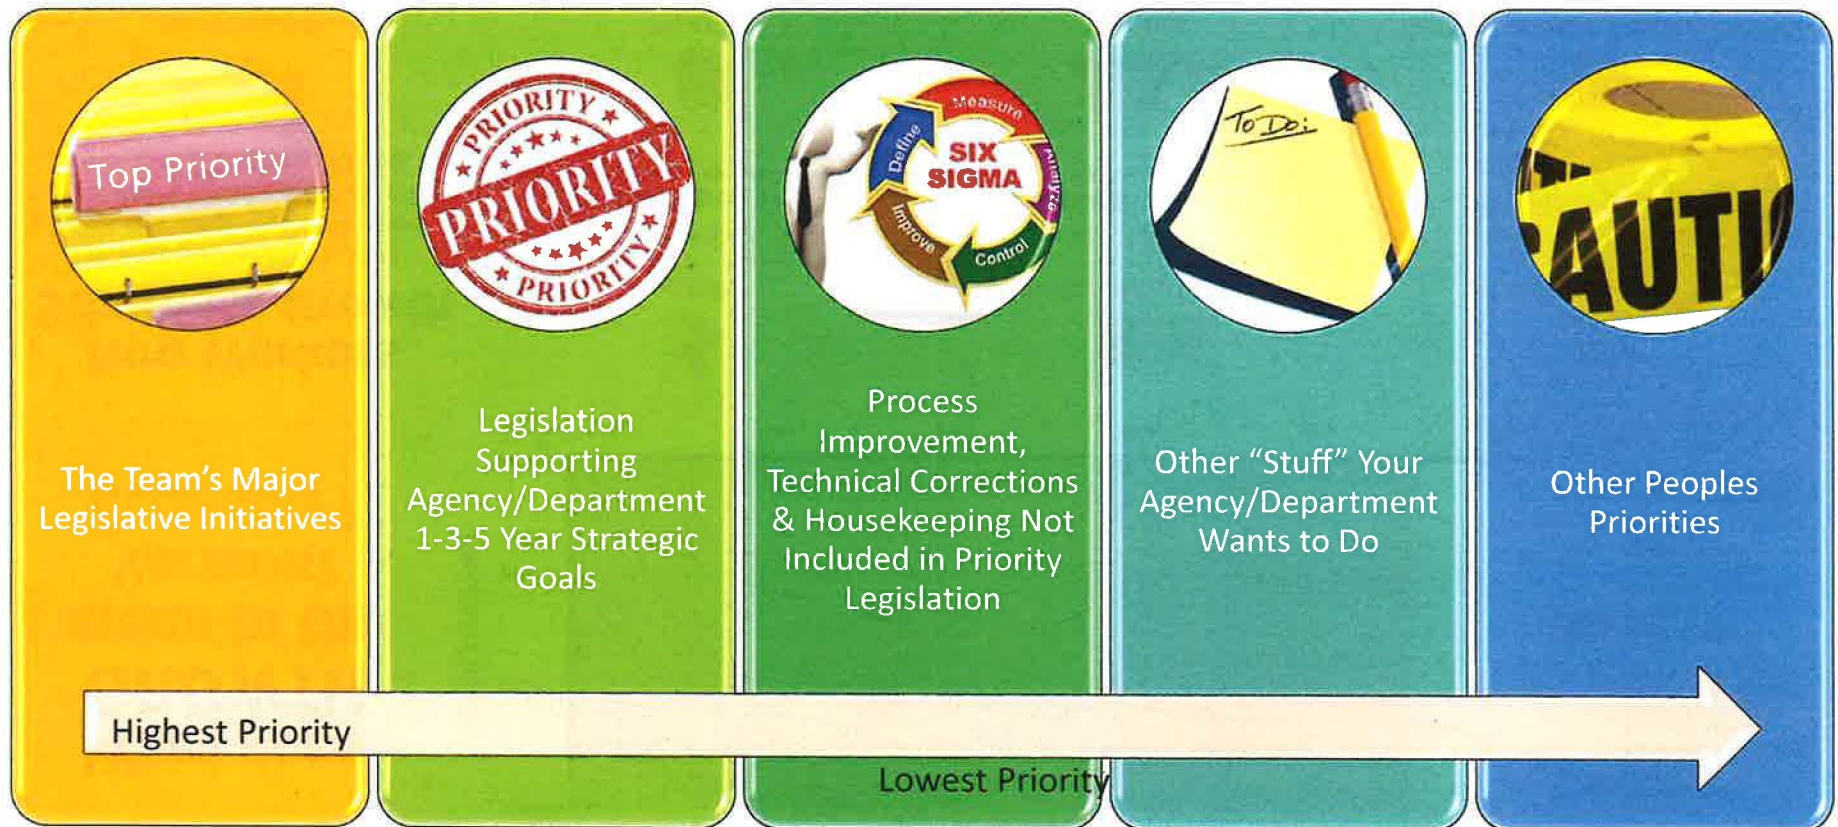 Top Priority
PRIORITY
PRIORITY
PRIORITY
Measure
Define
SIX
SIGMA
Analyze
Improve
Control
To Do:
CAUTI
The Team's Major
Legislative Initiatives
Legislation
Supporting
Agency/Department
1-3-5 Year Strategic
Goals
Process
Improvement,
Technical Corrections
& Housekeeping Not
Included in Priority
Legislation
Other “Stuff” Your
Agency/Department
Wants to Do
Other Peoples
Priorities
Highest Priority
Lowest Priority